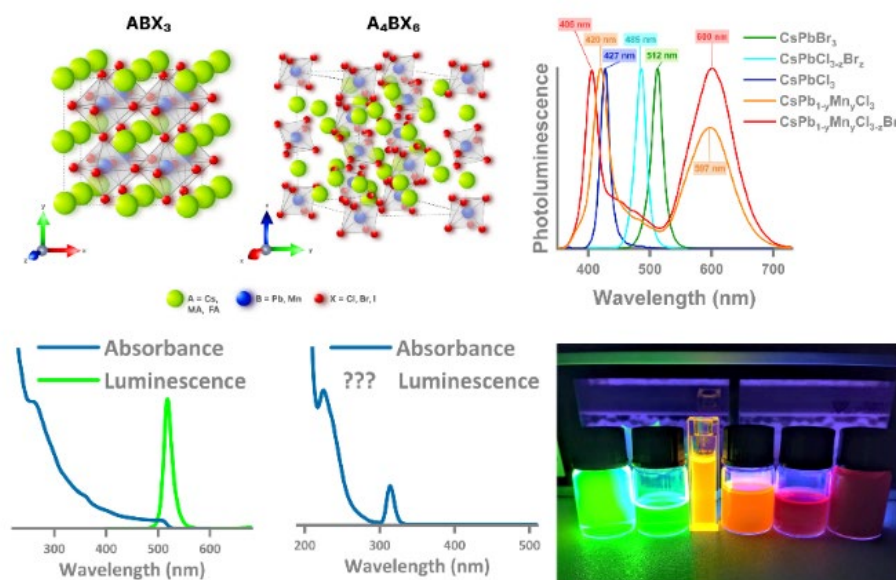 ABX₃
A₄BX₆
A = Cs,
MA, FA
B = Pb, Mn
X = Cl, Br, I
405 nm
420 nm
427 nm
485 nm
512 nm
600 nm
597 nm
CsPbBr₃
CsPbCl₃₋zBrz
CsPbCl₃
CsPb₁₋yMnyCl₃
CsPb₁₋yMnyCl₃₋zBr
Photoluminescence
400 500 600 700
Wavelength (nm)
Absorbance
Luminescence
300 400 500 600
Wavelength (nm)
Absorbance
??? Luminescence
200 300 400 500
Wavelength (nm)